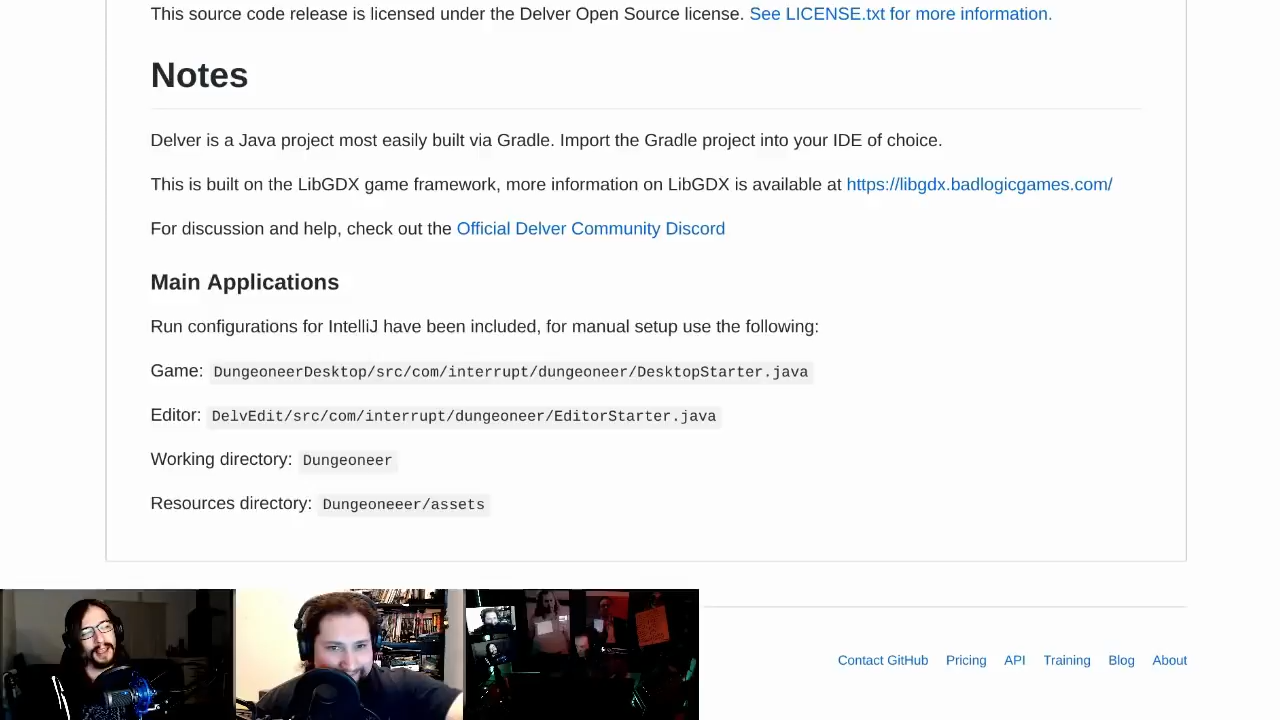 This source code release is licensed under the Delver Open Source license. See LICENSE.txt for more information.
Notes
Delver is a Java project most easily built via Gradle. Import the Gradle project into your IDE of choice.
This is built on the LibGDX game framework, more information on LibGDX is available at https://libgdx.badlogicgames.com/
For discussion and help, check out the Official Delver Community Discord
Main Applications
Run configurations for IntelliJ have been included, for manual setup use the following:
Game: DungeoneerDesktop/src/com/interrupt/dungeoneer/DesktopStarter.java
Editor: DelvEdit/src/com/interrupt/dungeoneer/EditorStarter.java
Working directory: Dungeoneer
Resources directory: Dungeoneeer/assets
Contact GitHub Pricing API Training Blog About